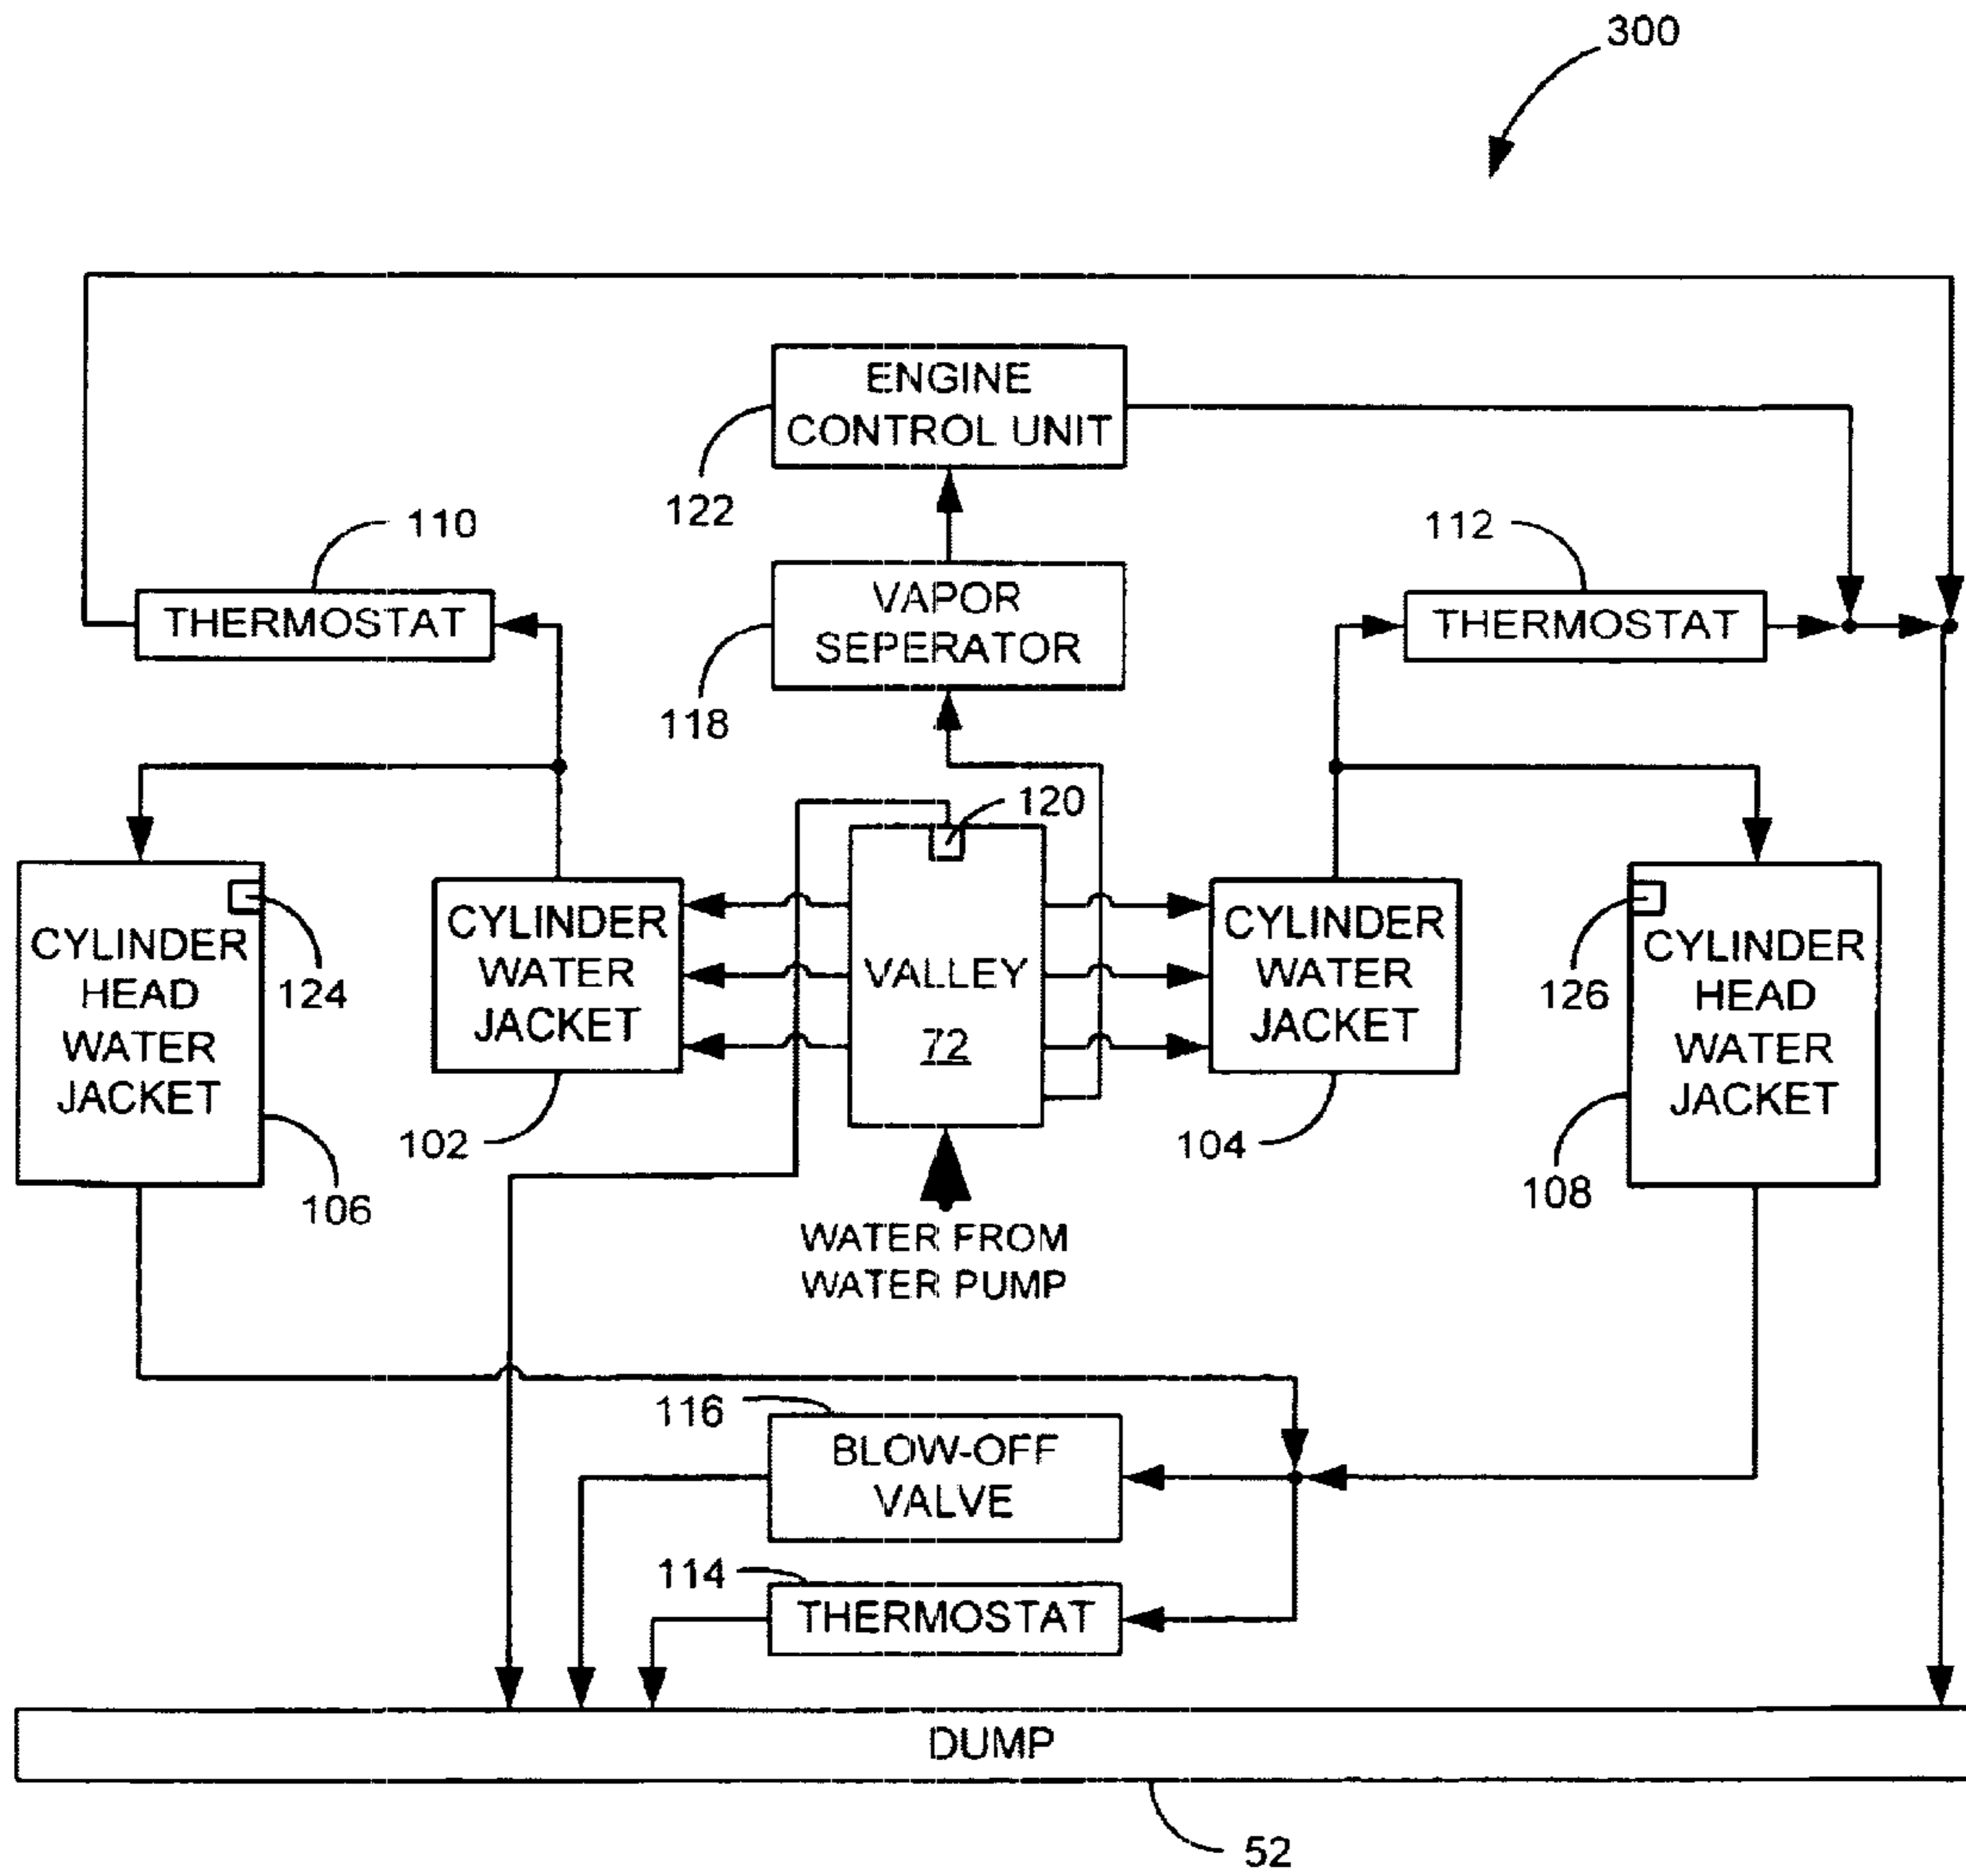 300
ENGINE
CONTROL UNIT
122
110
112
THERMOSTAT
VAPOR
SEPERATOR
THERMOSTAT
118
120
CYLINDER
HEAD
WATER
JACKET
124
CYLINDER
WATER
JACKET
VALLEY
72
CYLINDER
WATER
JACKET
126
CYLINDER
HEAD
WATER
JACKET
106
102
104
108
WATER FROM
WATER PUMP
116
BLOW-OFF
VALVE
114
THERMOSTAT
DUMP
52